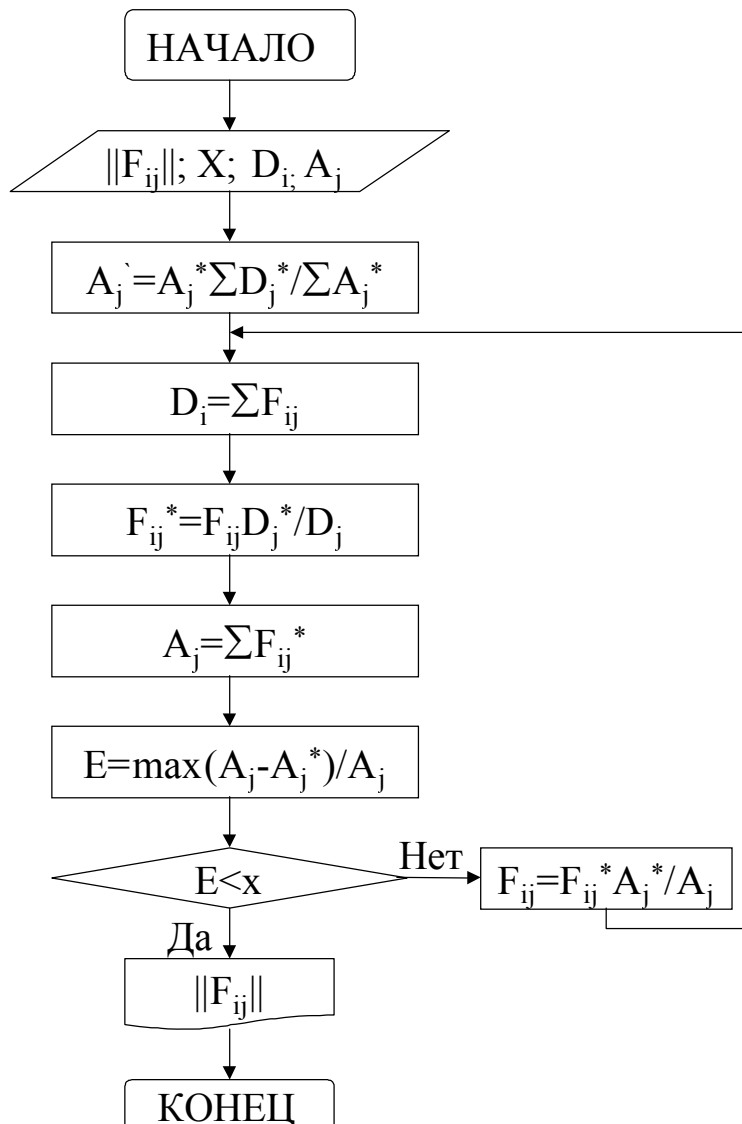 НАЧАЛО
||F_ij||; X; D_i; A_j
A_j`=A_j^*∑D_j^*/∑A_j^*
D_i=∑F_ij
F_ij^*=F_ijD_j^*/D_j
A_j=∑F_ij^*
E=max(A_j-A_j^*)/A_j
E<x
Нет
F_ij=F_ij^*A_j^*/A_j
Да
||F_ij||
КОНЕЦ